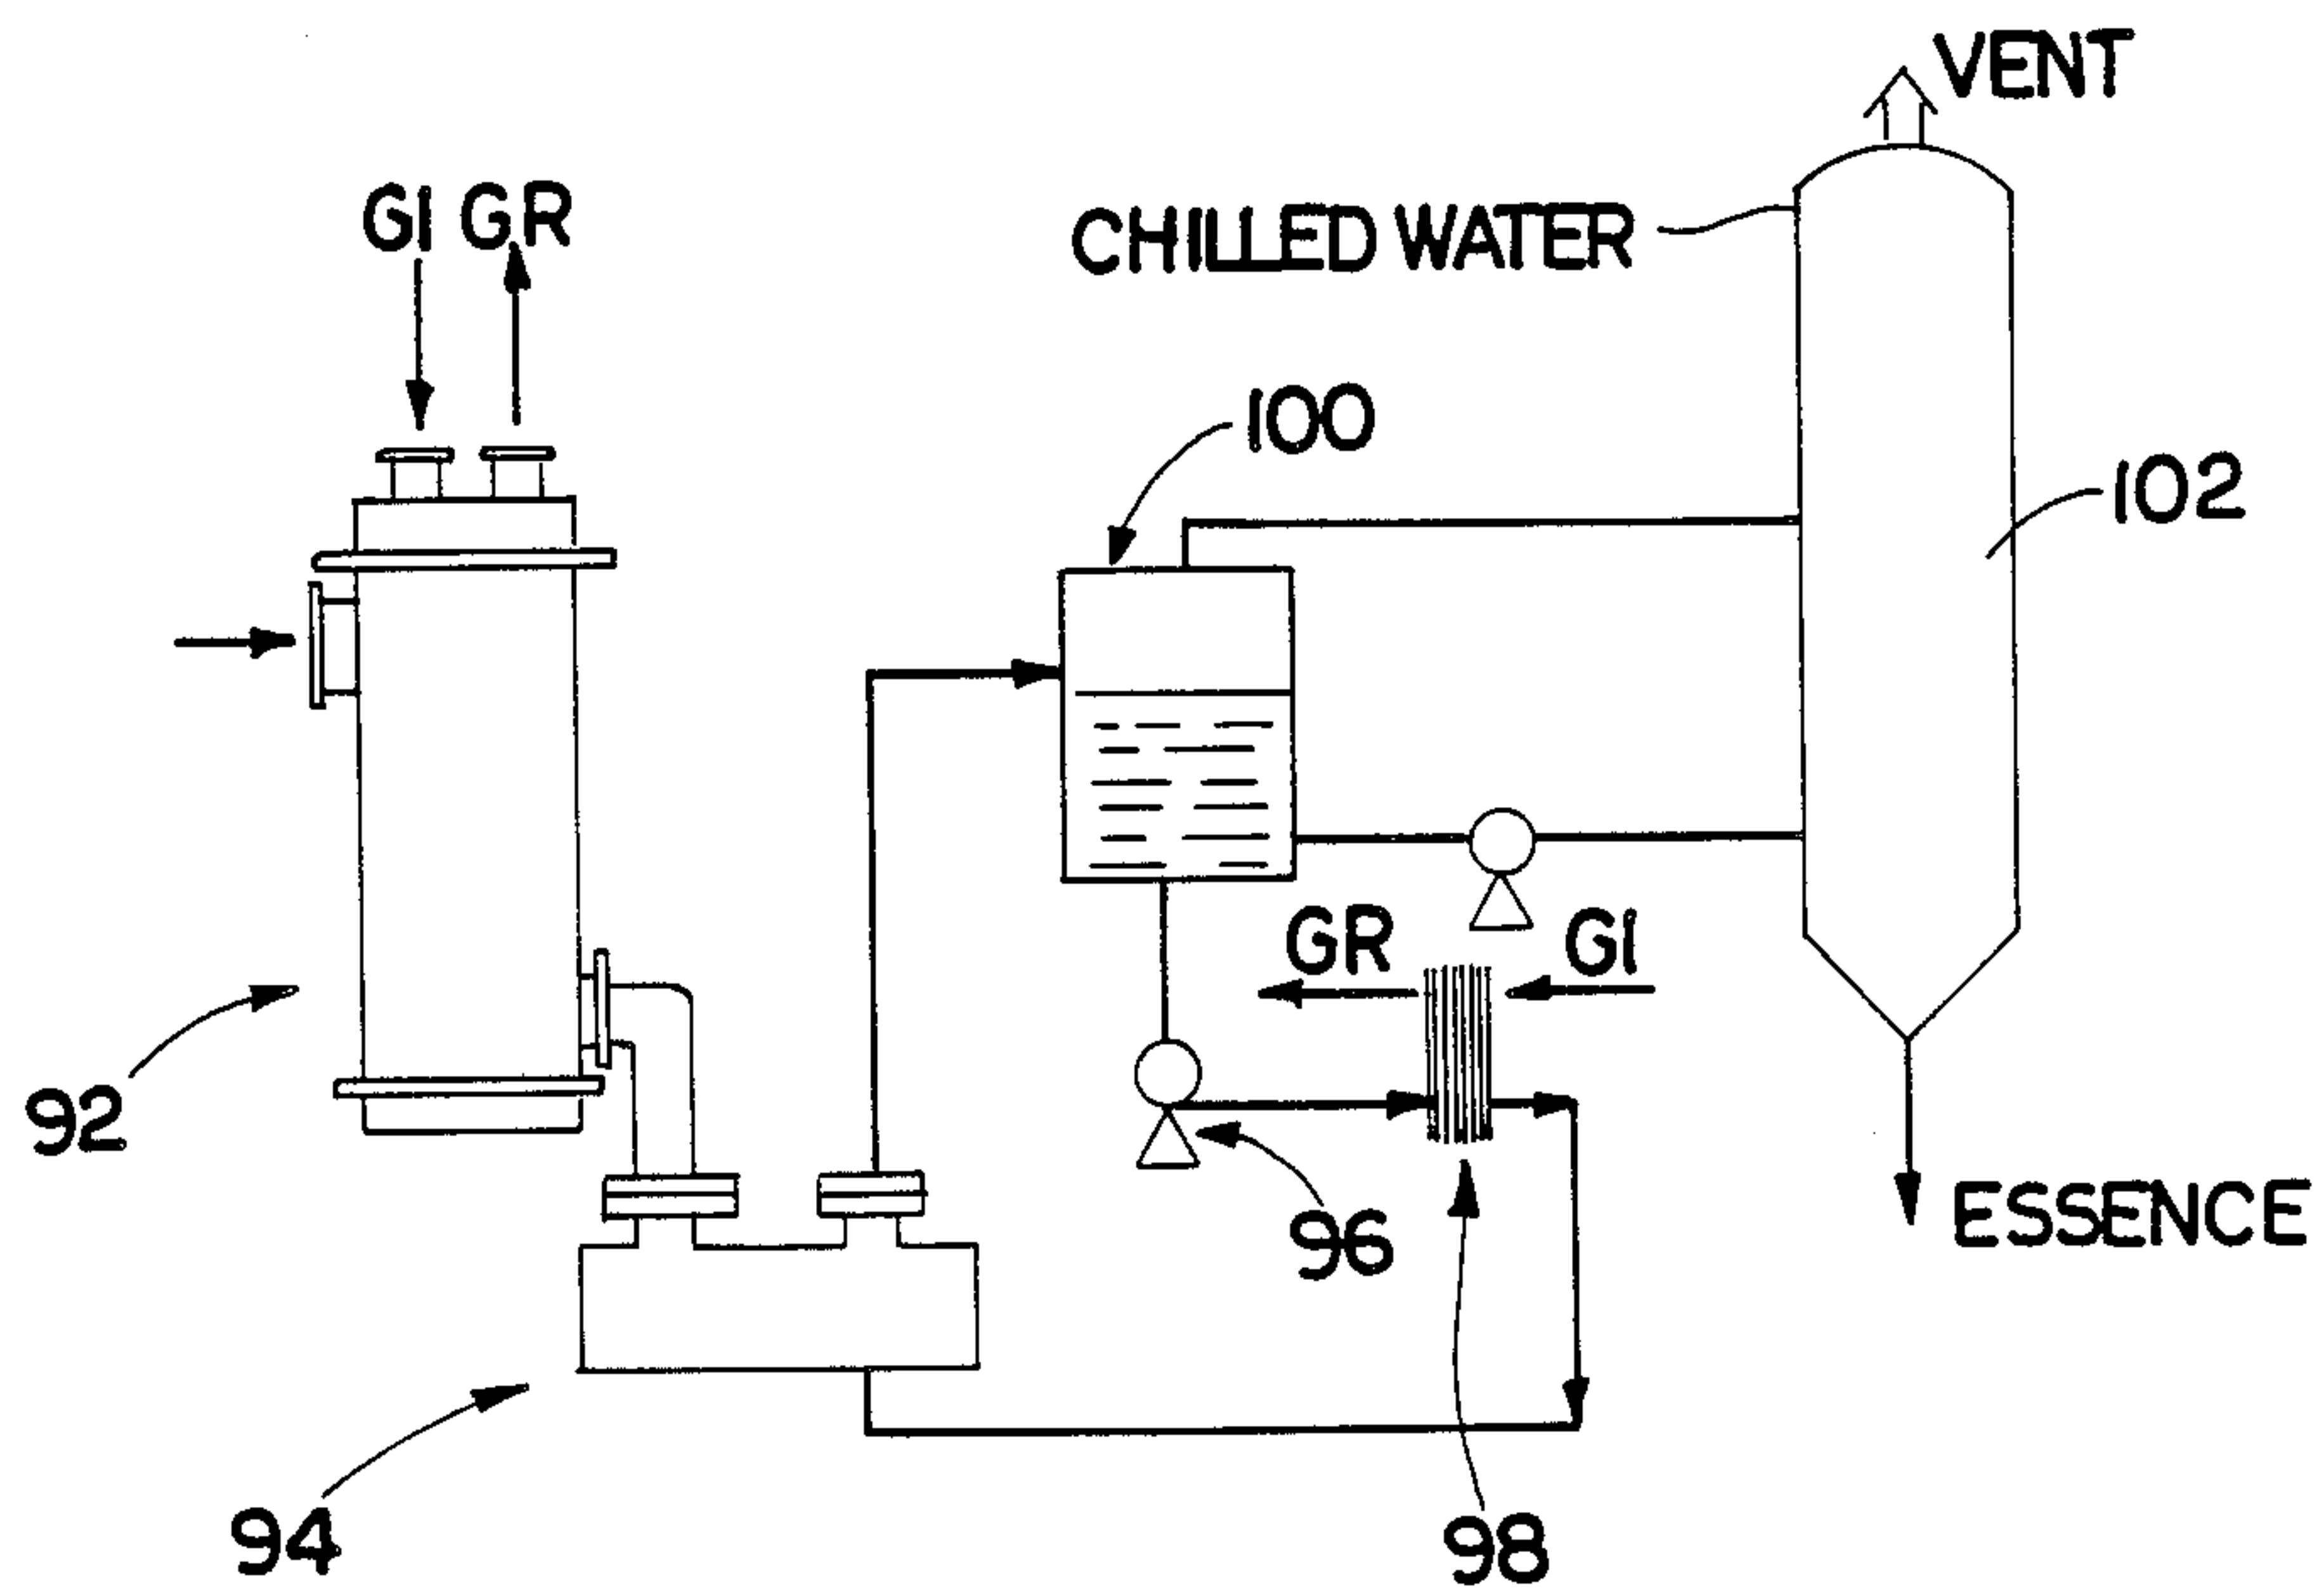 VENT
GI GR
CHILLED WATER
100
102
GR
GI
92
96
ESSENCE
94
98